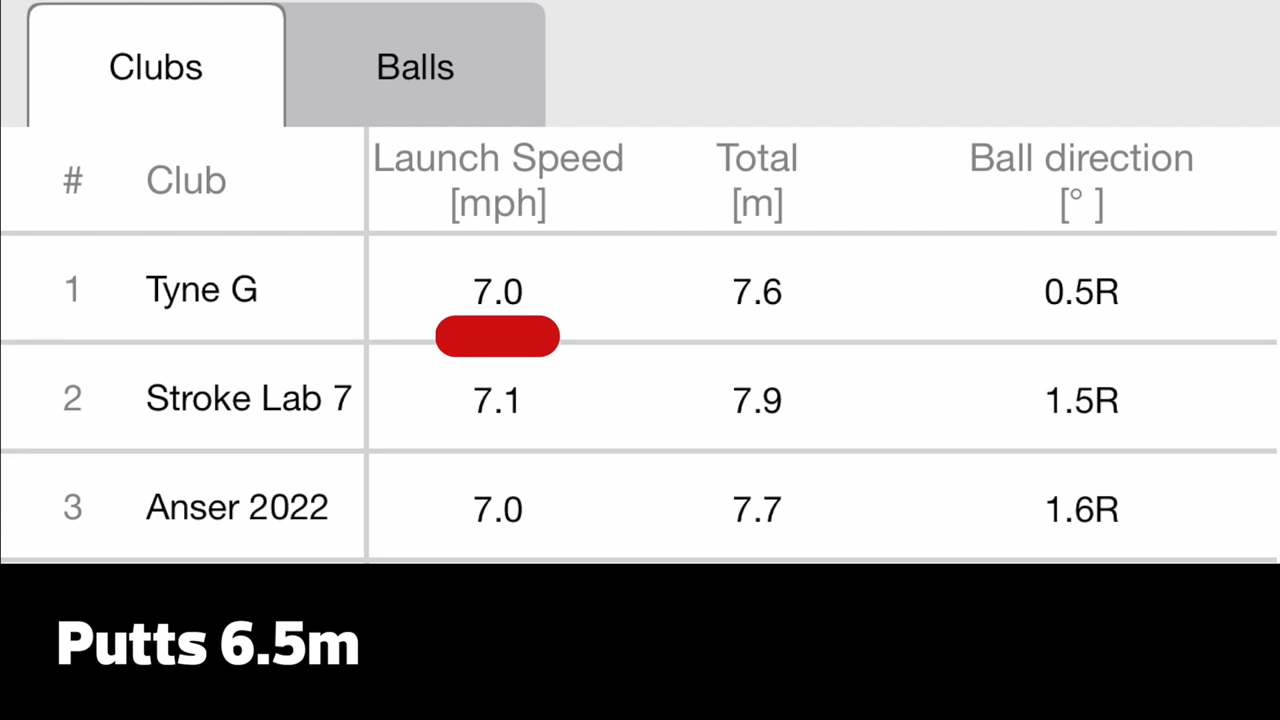 Clubs Balls
# Club Launch Speed [mph] Total [m] Ball direction [° ]
1 Tyne G 7.0 7.6 0.5R
2 Stroke Lab 7 7.1 7.9 1.5R
3 Anser 2022 7.0 7.7 1.6R
Putts 6.5m